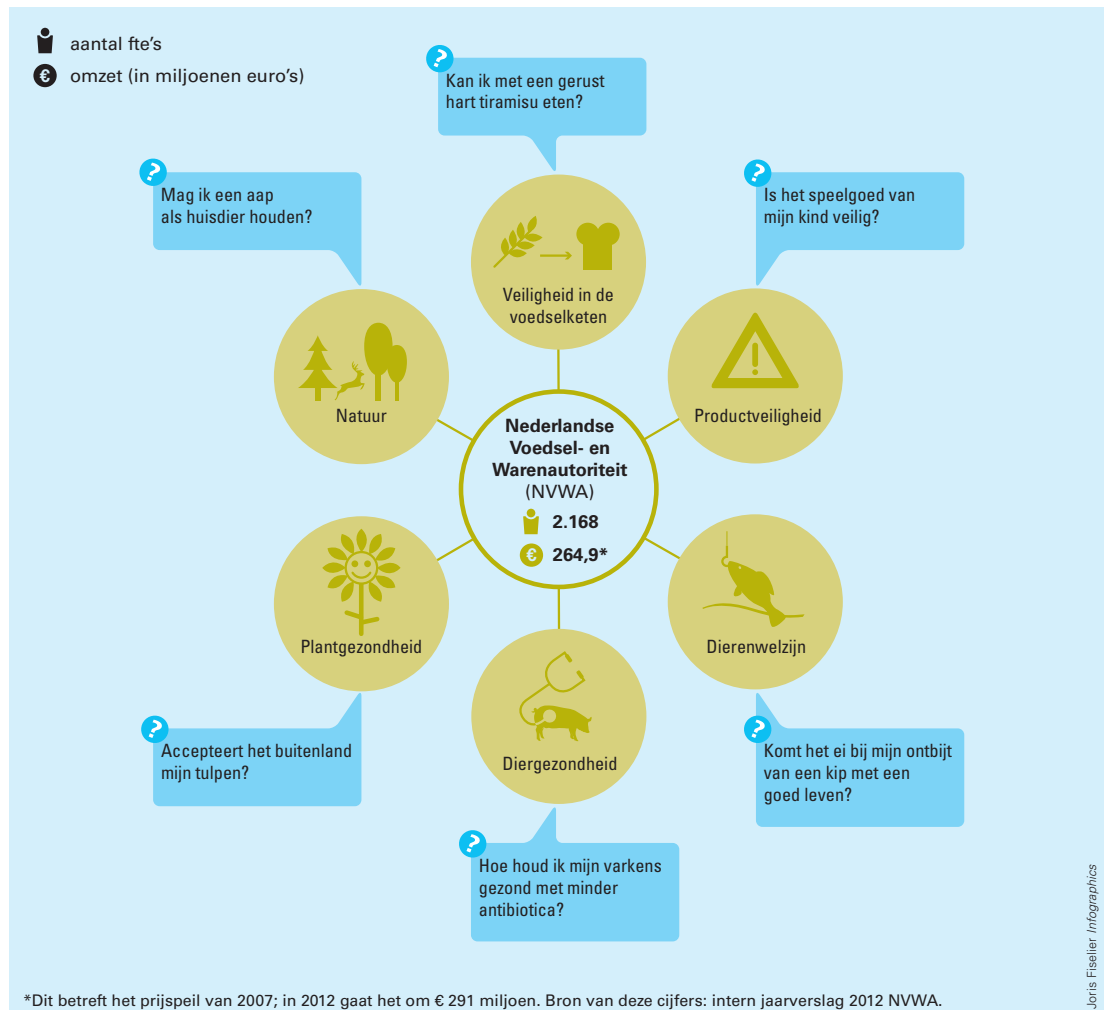 aantal fte's
€ omzet (in miljoenen euro's)
?
Kan ik met een gerust
hart tiramisu eten?
?
Mag ik een aap
als huisdier houden?
?
Is het speelgoed van
mijn kind veilig?
Veiligheid in de
voedselketen
Natuur
!
Productveiligheid
Nederlandse
Voedsel- en
Warenautoriteit
(NVWA)
2.168
€ 264,9*
Plantgezondheid
Dierenwelzijn
Diergezondheid
?
Accepteert het buitenland
mijn tulpen?
?
Komt het ei bij mijn ontbijt
van een kip met een
goed leven?
?
Hoe houd ik mijn varkens
gezond met minder
antibiotica?
Joris Fiselier Infographics
*Dit betreft het prijspeil van 2007; in 2012 gaat het om € 291 miljoen. Bron van deze cijfers: intern jaarverslag 2012 NVWA.